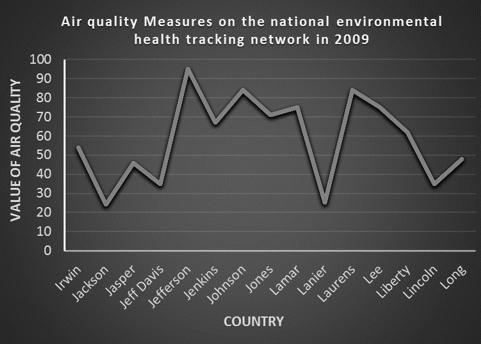 Air quality Measures on the national environmental
health tracking network in 2009
100
90
80
70
60
50
40
30
20
10
0
VALUE OF AIR QUALITY
Irwin
Jackson
Jasper
Jeff Davis
Jefferson
Jenkins
Johnson
Jones
Lamar
Lanier
Laurens
Lee
Liberty
Lincoln
Long
COUNTRY